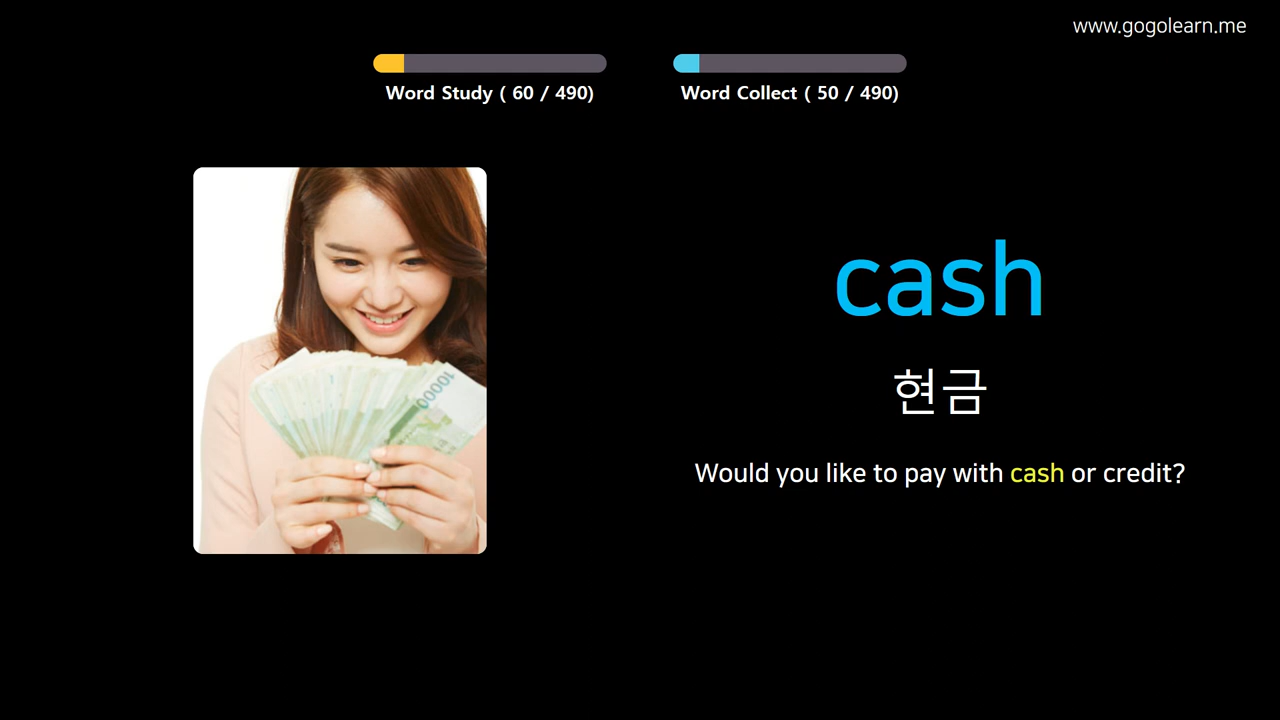 www.gogolearn.me
Word Study ( 60 / 490)
Word Collect ( 50 / 490)
10000
cash
현금
Would you like to pay with cash or credit?